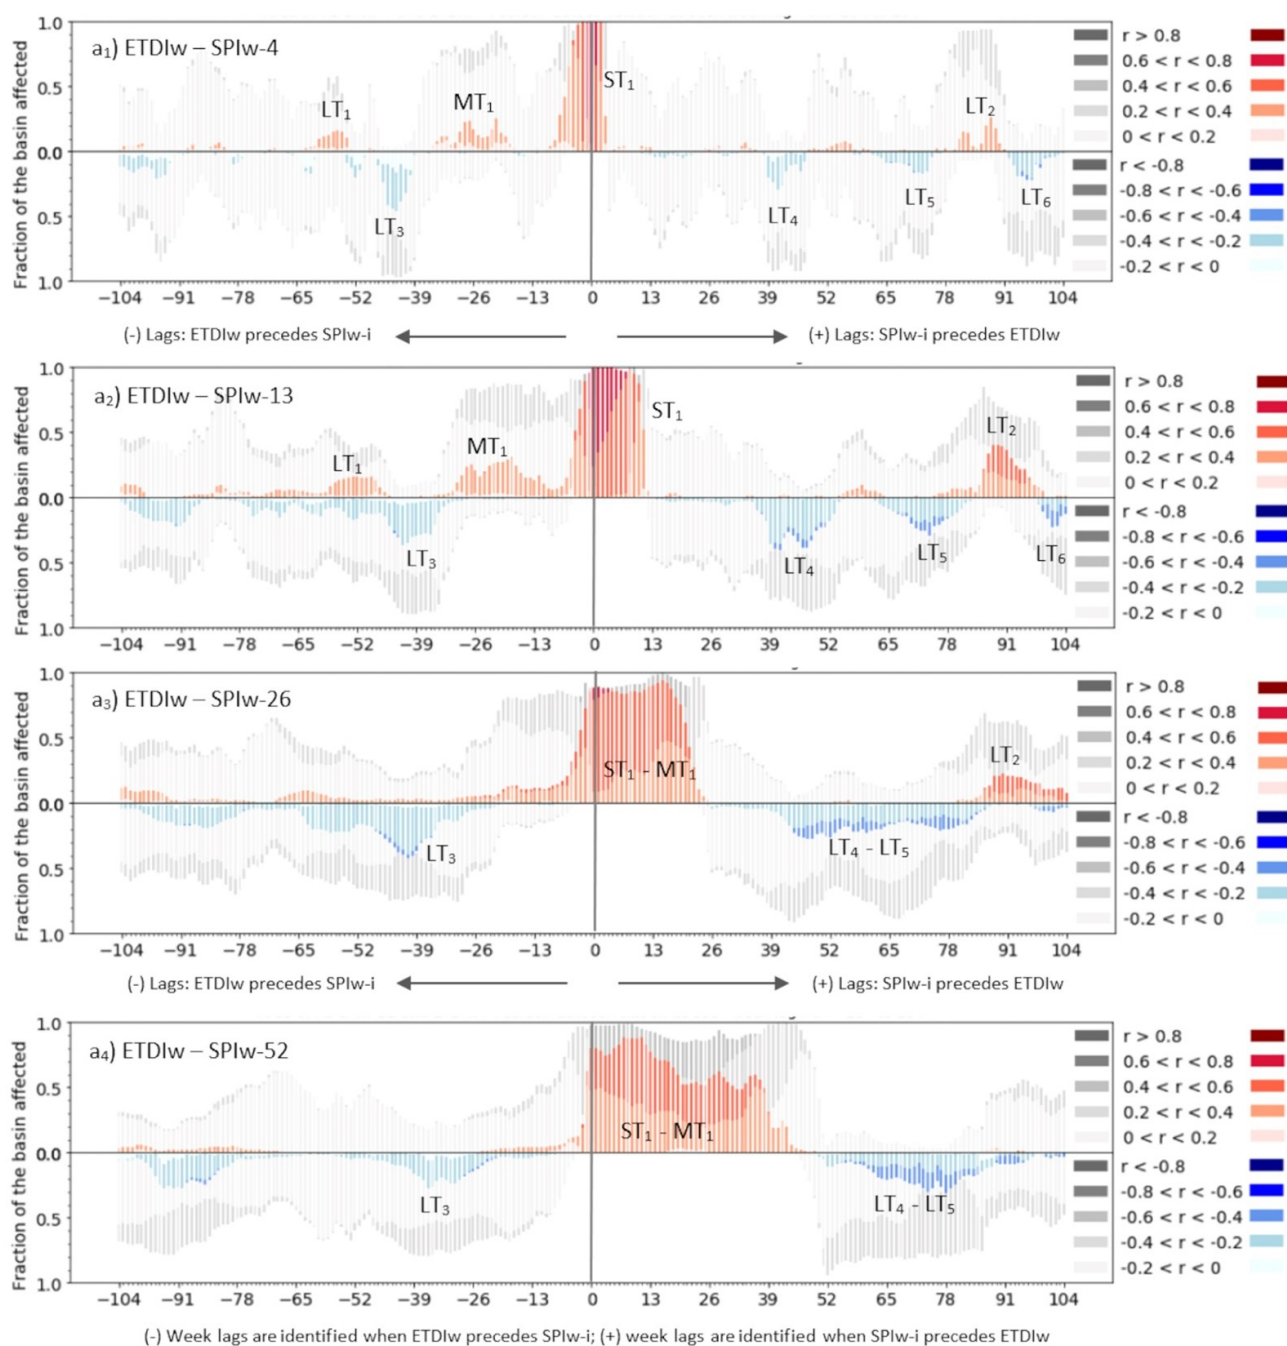 a₁) ETDIw – SPIw-4
Fraction of the basin affected
1.0
0.5
0.0
0.5
1.0
LT₁
MT₁
ST₁
LT₂
LT₃
LT₄
LT₅
LT₆
r > 0.8
0.6 < r < 0.8
0.4 < r < 0.6
0.2 < r < 0.4
0 < r < 0.2
r < -0.8
-0.8 < r < -0.6
-0.6 < r < -0.4
-0.4 < r < -0.2
-0.2 < r < 0
−104 −91 −78 −65 −52 −39 −26 −13 0 13 26 39 52 65 78 91 104
(-) Lags: ETDIw precedes SPIw-i (+) Lags: SPIw-i precedes ETDIw
a₂) ETDIw – SPIw-13
Fraction of the basin affected
1.0
0.5
0.0
0.5
1.0
LT₁
MT₁
ST₁
LT₂
LT₃
LT₄
LT₅
LT₆
r > 0.8
0.6 < r < 0.8
0.4 < r < 0.6
0.2 < r < 0.4
0 < r < 0.2
r < -0.8
-0.8 < r < -0.6
-0.6 < r < -0.4
-0.4 < r < -0.2
-0.2 < r < 0
−104 −91 −78 −65 −52 −39 −26 −13 0 13 26 39 52 65 78 91 104
a₃) ETDIw – SPIw-26
Fraction of the basin affected
1.0
0.5
0.0
0.5
1.0
ST₁ - MT₁
LT₂
LT₃
LT₄ - LT₅
r > 0.8
0.6 < r < 0.8
0.4 < r < 0.6
0.2 < r < 0.4
0 < r < 0.2
r < -0.8
-0.8 < r < -0.6
-0.6 < r < -0.4
-0.4 < r < -0.2
-0.2 < r < 0
−104 −91 −78 −65 −52 −39 −26 −13 0 13 26 39 52 65 78 91 104
(-) Lags: ETDIw precedes SPIw-i (+) Lags: SPIw-i precedes ETDIw
a₄) ETDIw – SPIw-52
Fraction of the basin affected
1.0
0.5
0.0
0.5
1.0
ST₁ - MT₁
LT₃
LT₄ - LT₅
r > 0.8
0.6 < r < 0.8
0.4 < r < 0.6
0.2 < r < 0.4
0 < r < 0.2
r < -0.8
-0.8 < r < -0.6
-0.6 < r < -0.4
-0.4 < r < -0.2
-0.2 < r < 0
−104 −91 −78 −65 −52 −39 −26 −13 0 13 26 39 52 65 78 91 104
(-) Week lags are identified when ETDIw precedes SPIw-i; (+) week lags are identified when SPIw-i precedes ETDIw